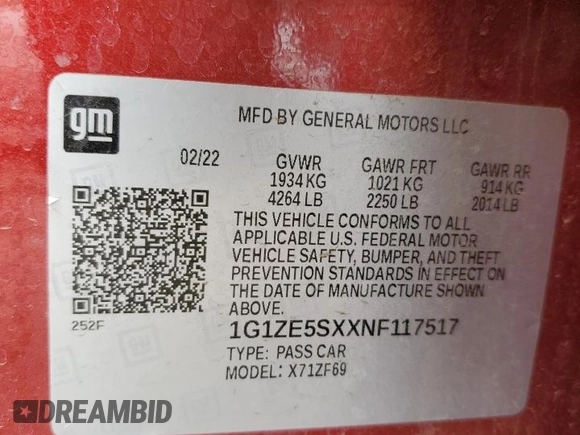 gm
MFD BY GENERAL MOTORS LLC
02/22 GVWR GAWR FRT GAWR RR
1934 KG 1021 KG 914 KG
4264 LB 2250 LB 2014 LB
THIS VEHICLE CONFORMS TO ALL
APPLICABLE U.S. FEDERAL MOTOR
VEHICLE SAFETY, BUMPER, AND THEFT
PREVENTION STANDARDS IN EFFECT ON
THE DATE OF MANUFACTURE SHOWN
ABOVE.
252F
1G1ZE5SXXNF117517
TYPE: PASS CAR
MODEL: X71ZF69
DREAMBID